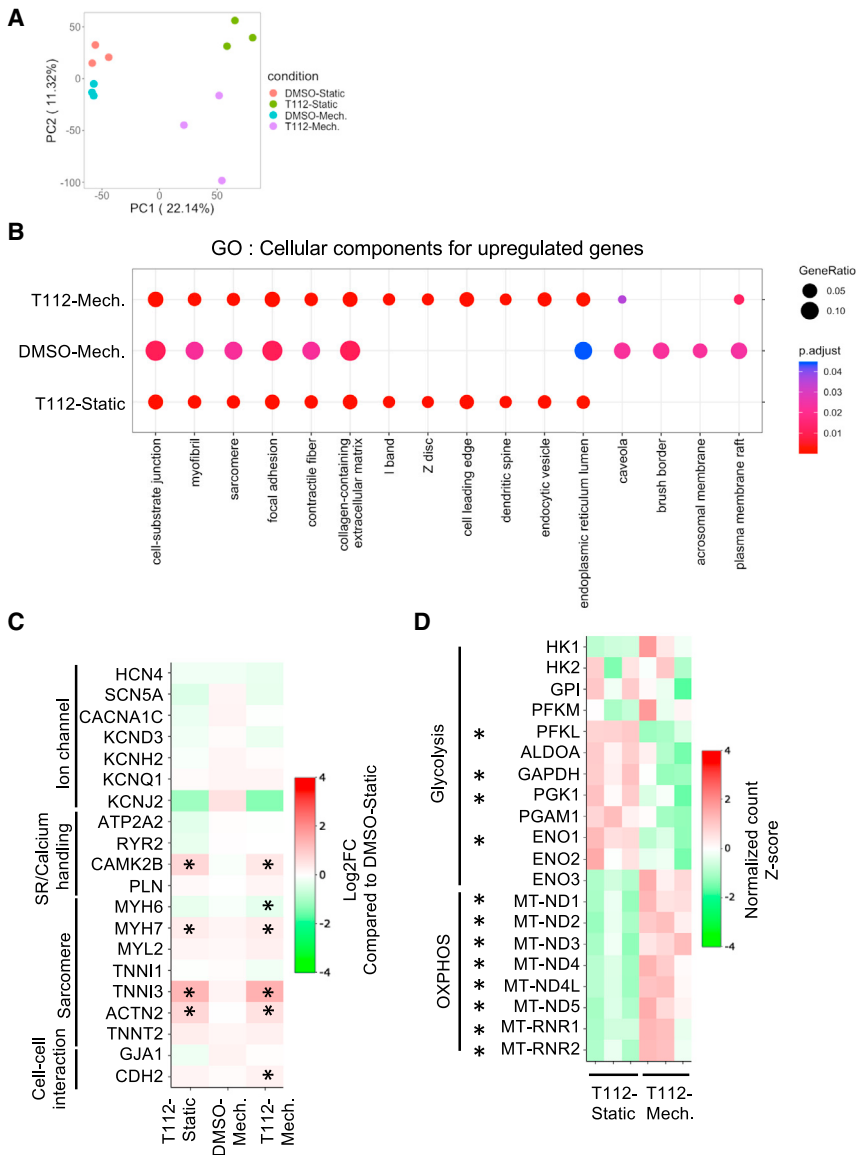 A
50
0
-50
-100
PC2 ( 11.32%)
-50
0
50
PC1 ( 22.14%)
condition
DMSO-Static
T112-Static
DMSO-Mech.
T112-Mech.
B
GO : Cellular components for upregulated genes
T112-Mech.
DMSO-Mech.
T112-Static
cell-substrate junction
myofibril
sarcomere
focal adhesion
contractile fiber
collagen-containing
extracellular matrix
I band
Z disc
cell leading edge
dendritic spine
endocytic vesicle
endoplasmic reticulum lumen
caveola
brush border
acrosomal membrane
plasma membrane raft
GeneRatio
0.05
0.10
p.adjust
0.04
0.03
0.02
0.01
C
Ion channel
HCN4
SCN5A
CACNA1C
KCND3
KCNH2
KCNQ1
KCNJ2
SR/Calcium
handling
ATP2A2
RYR2
CAMK2B * *
PLN
Sarcomere
MYH6 *
MYH7 * *
MYL2
TNNI1
TNNI3 * *
ACTN2 * *
TNNT2
Cell-cell
interaction
GJA1
CDH2 *
T112-
Static
DMSO-
Mech.
T112-
Mech.
4
2
0
-2
-4
Log2FC
Compared to DMSO-Static
D
Glycolysis
HK1
HK2
GPI
PFKM
* PFKL
ALDOA
* GAPDH
* PGK1
PGAM1
* ENO1
ENO2
ENO3
OXPHOS
* MT-ND1
* MT-ND2
* MT-ND3
* MT-ND4
* MT-ND4L
* MT-ND5
* MT-RNR1
* MT-RNR2
T112-
Static
T112-
Mech.
4
2
0
-2
-4
Normalized count
Z-score